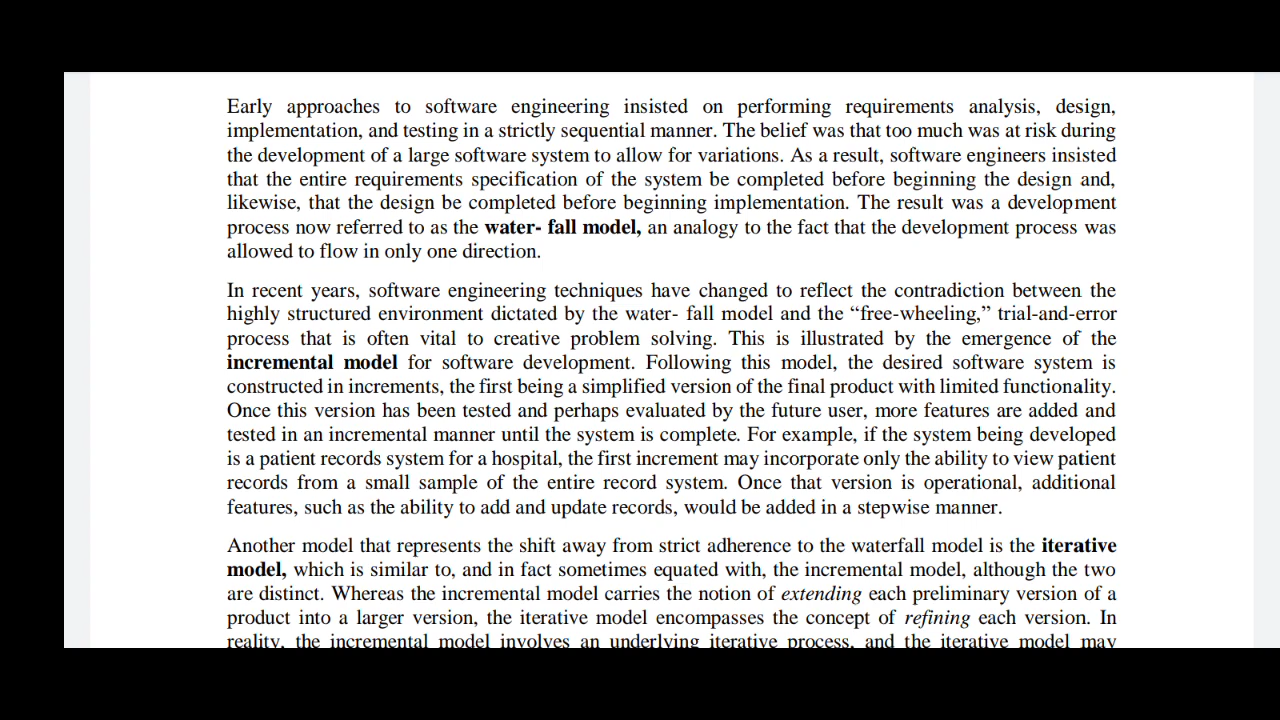 Early approaches to software engineering insisted on performing requirements analysis, design,
implementation, and testing in a strictly sequential manner. The belief was that too much was at risk during
the development of a large software system to allow for variations. As a result, software engineers insisted
that the entire requirements specification of the system be completed before beginning the design and,
likewise, that the design be completed before beginning implementation. The result was a development
process now referred to as the water- fall model, an analogy to the fact that the development process was
allowed to flow in only one direction.
In recent years, software engineering techniques have changed to reflect the contradiction between the
highly structured environment dictated by the water- fall model and the “free-wheeling,” trial-and-error
process that is often vital to creative problem solving. This is illustrated by the emergence of the
incremental model for software development. Following this model, the desired software system is
constructed in increments, the first being a simplified version of the final product with limited functionality.
Once this version has been tested and perhaps evaluated by the future user, more features are added and
tested in an incremental manner until the system is complete. For example, if the system being developed
is a patient records system for a hospital, the first increment may incorporate only the ability to view patient
records from a small sample of the entire record system. Once that version is operational, additional
features, such as the ability to add and update records, would be added in a stepwise manner.
Another model that represents the shift away from strict adherence to the waterfall model is the iterative
model, which is similar to, and in fact sometimes equated with, the incremental model, although the two
are distinct. Whereas the incremental model carries the notion of extending each preliminary version of a
product into a larger version, the iterative model encompasses the concept of refining each version. In
reality, the incremental model involves an underlying iterative process, and the iterative model may